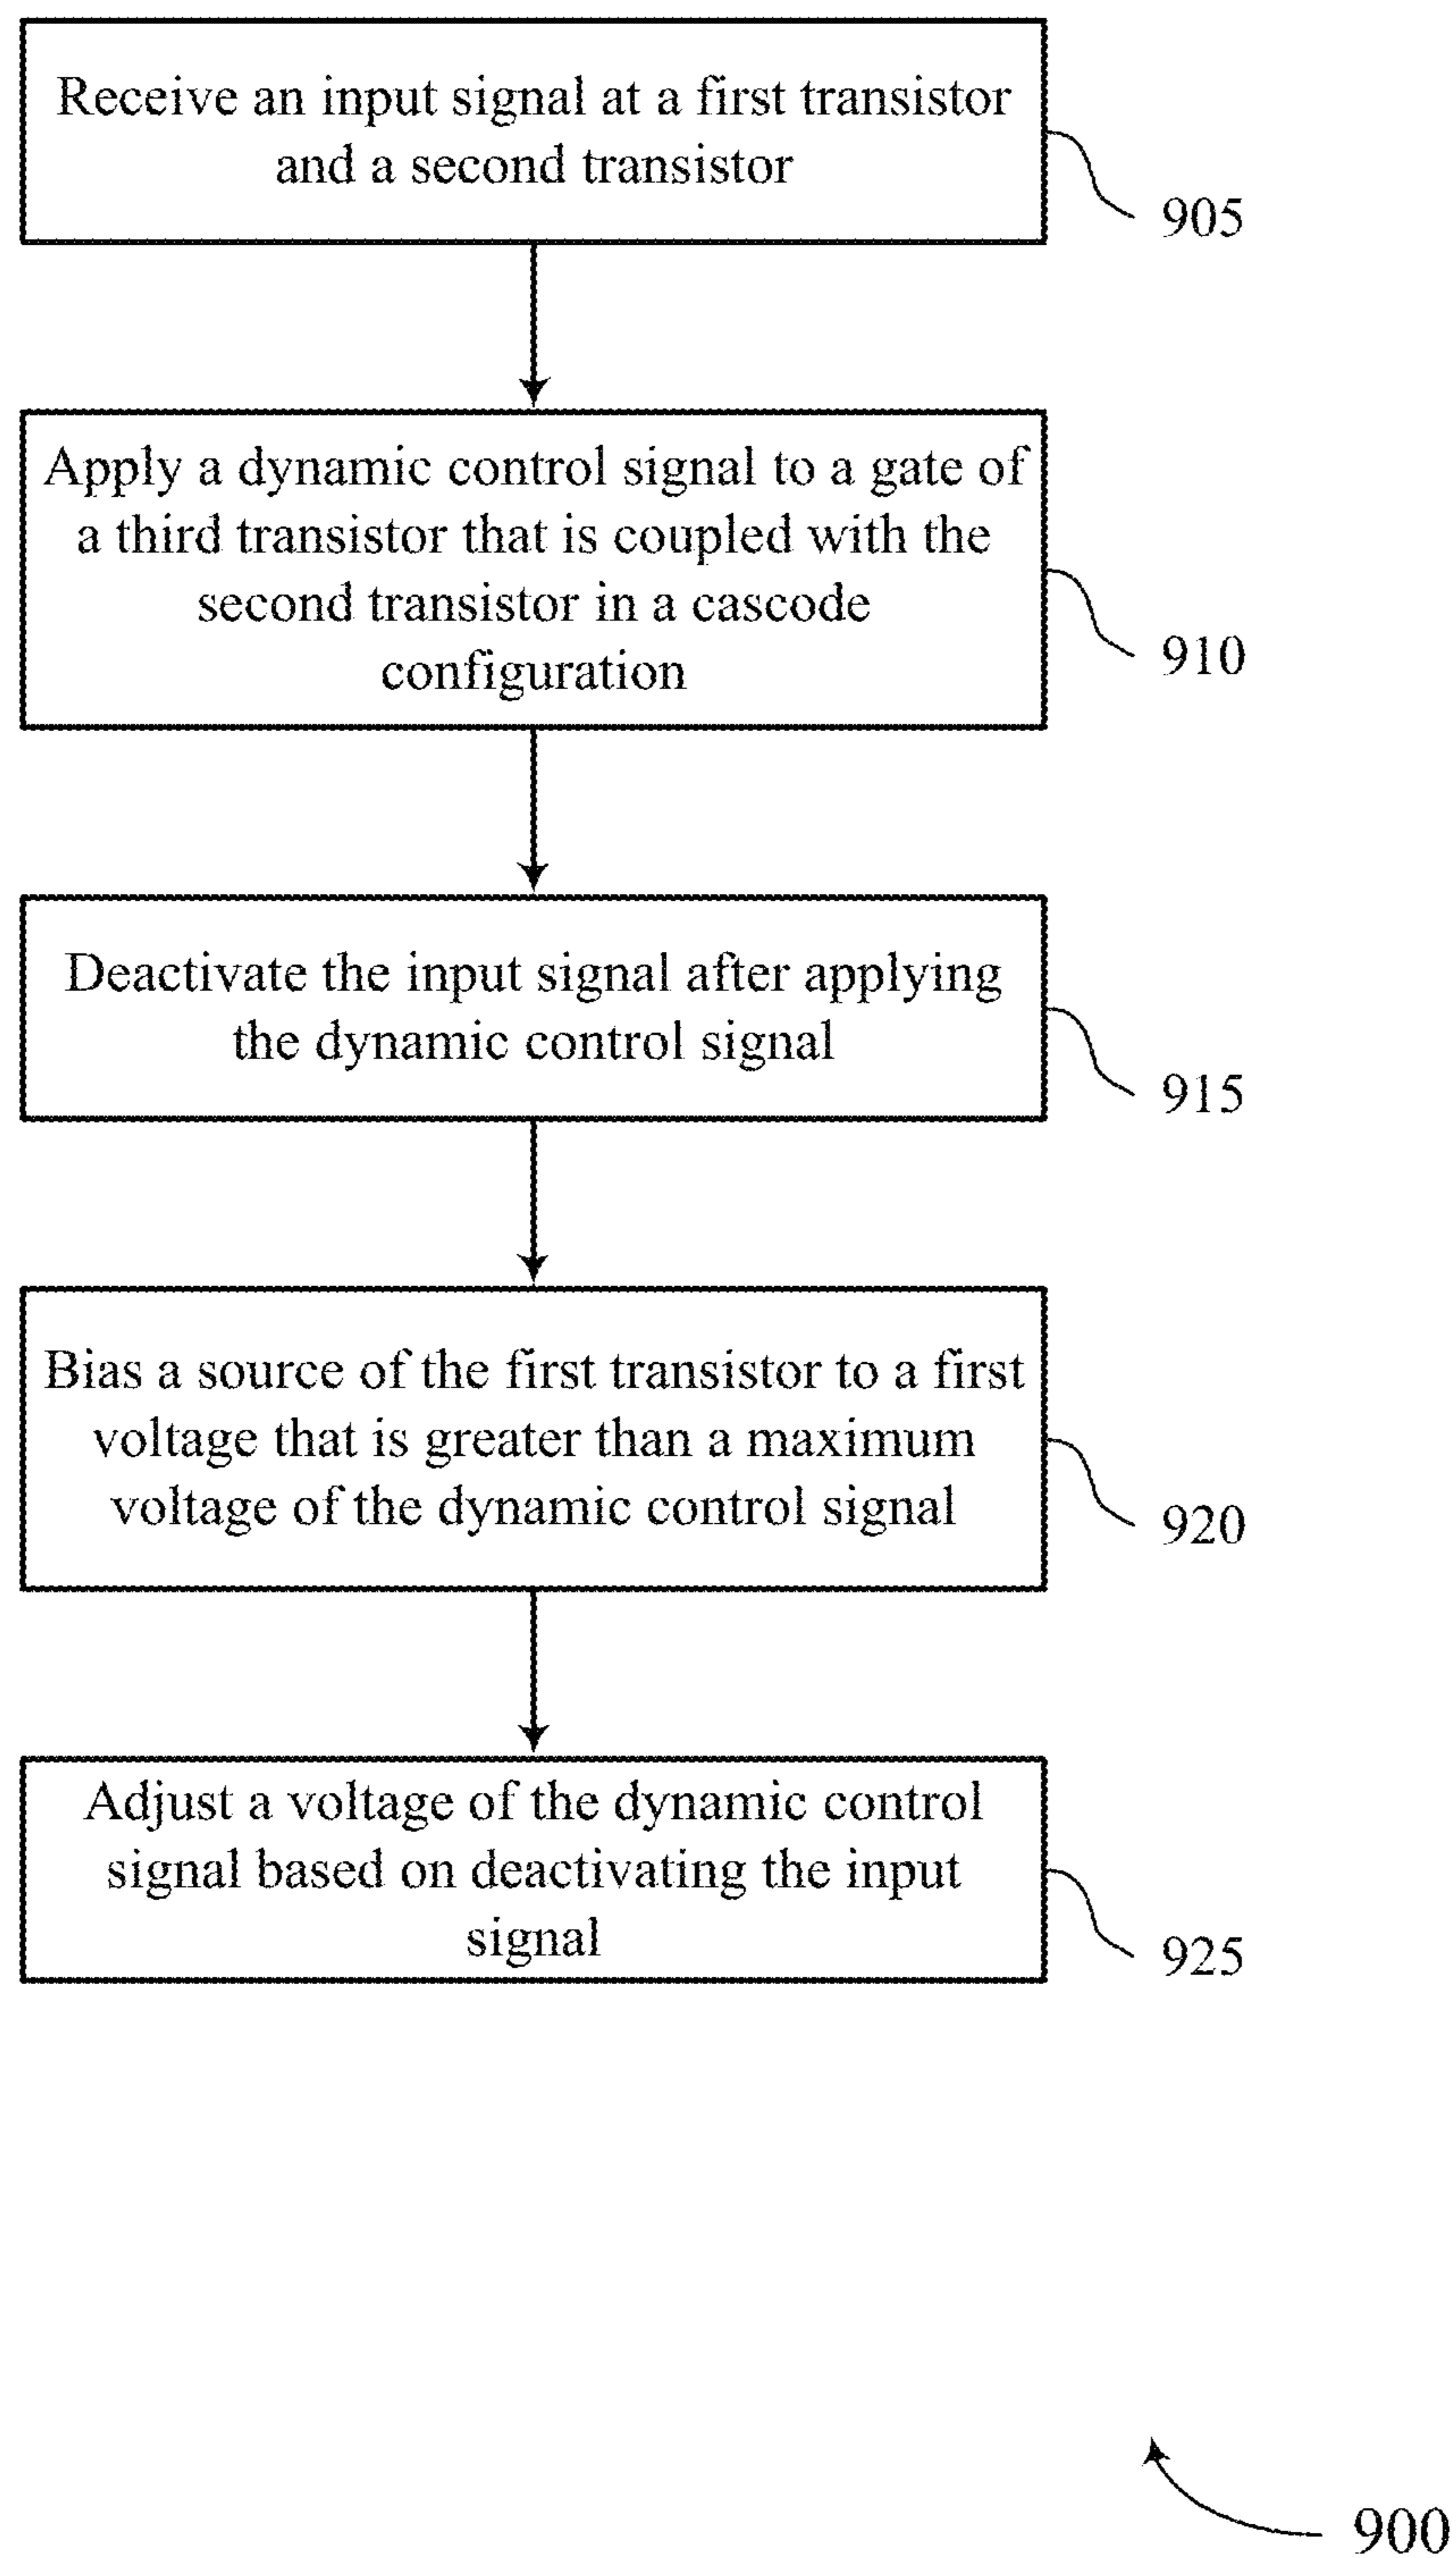 Receive an input signal at a first transistor
and a second transistor
905
Apply a dynamic control signal to a gate of
a third transistor that is coupled with the
second transistor in a cascode
configuration
910
Deactivate the input signal after applying
the dynamic control signal
915
Bias a source of the first transistor to a first
voltage that is greater than a maximum
voltage of the dynamic control signal
920
Adjust a voltage of the dynamic control
signal based on deactivating the input
signal
925
900